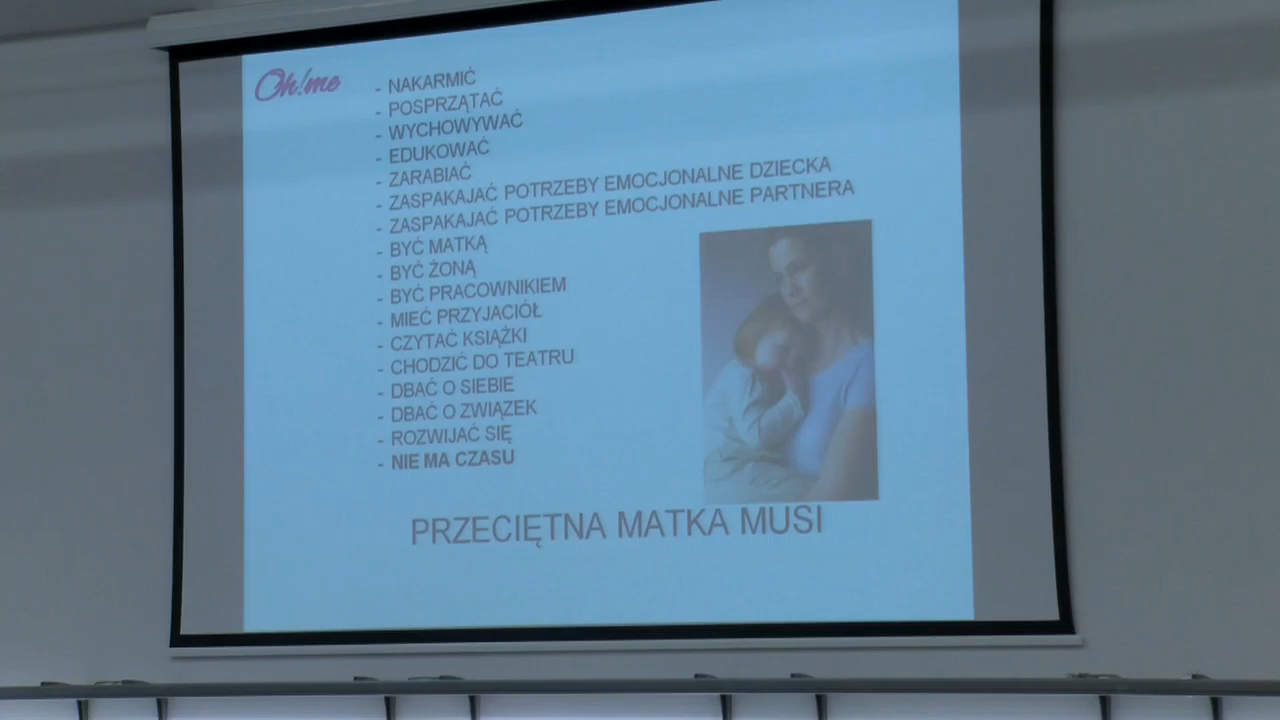 Oh!me
- NAKARMIĆ
- POSPRZĄTAĆ
- WYCHOWYWAĆ
- EDUKOWAĆ
- ZARABIAĆ
- ZASPAKAJAĆ POTRZEBY EMOCJONALNE DZIECKA
- ZASPAKAJAĆ POTRZEBY EMOCJONALNE PARTNERA
- BYĆ MATKĄ
- BYĆ ŻONĄ
- BYĆ PRACOWNIKIEM
- MIEĆ PRZYJACIÓŁ
- CZYTAĆ KSIĄŻKI
- CHODZIĆ DO TEATRU
- DBAĆ O SIEBIE
- DBAĆ O ZWIĄZEK
- ROZWIJAĆ SIĘ
- NIE MA CZASU
PRZECIĘTNA MATKA MUSI